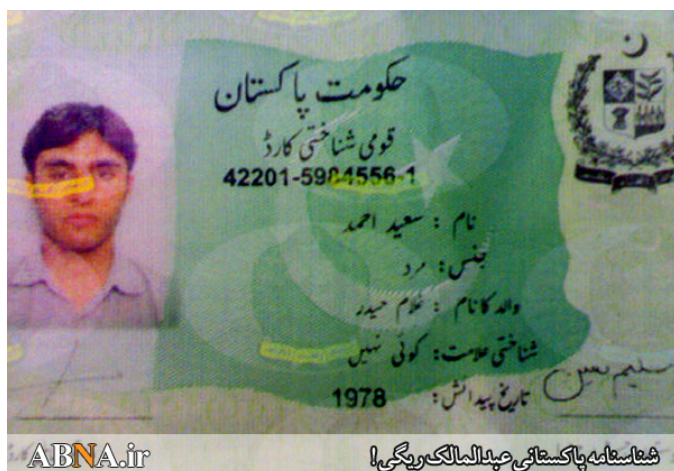 حکومت پاکستان
قومی شناختی کارڈ
42201-5984556-1
نام : سعید احمد
جنس: مرد
والد کا نام : غلام حیدر
شناختی علامت: کوئی نہیں
تاریخ پیدائش: 1978
ABNA.ir
شناسنامه پاکستانی عبدالمالک ریگی!